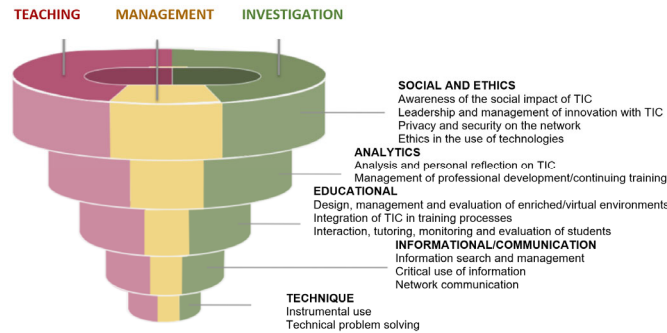 TEACHING MANAGEMENT INVESTIGATION
SOCIAL AND ETHICS
Awareness of the social impact of TIC
Leadership and management of innovation with TIC
Privacy and security on the network
Ethics in the use of technologies
ANALYTICS
Analysis and personal reflection on TIC
Management of professional development/continuing training
EDUCATIONAL
Design, management and evaluation of enriched/virtual environments
Integration of TIC in training processes
Interaction, tutoring, monitoring and evaluation of students
INFORMATIONAL/COMMUNICATION
Information search and management
Critical use of information
Network communication
TECHNIQUE
Instrumental use
Technical problem solving